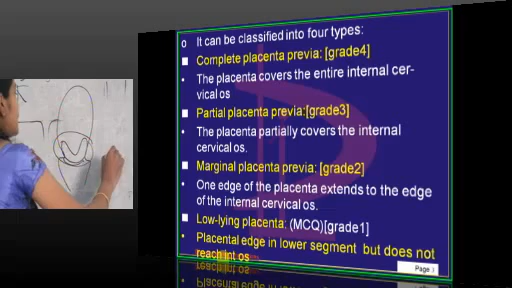 It can be classified into four types:
Complete placenta previa: [grade4]
The placenta covers the entire internal cer-
vical os
Partial placenta previa:[grade3]
The placenta partially covers the internal
cervical os.
Marginal placenta previa: [grade2]
One edge of the placenta extends to the edge
of the internal cervical os.
Low-lying placenta: (MCQ)[grade1]
Placental edge in lower segment but does not
reach int os
Page